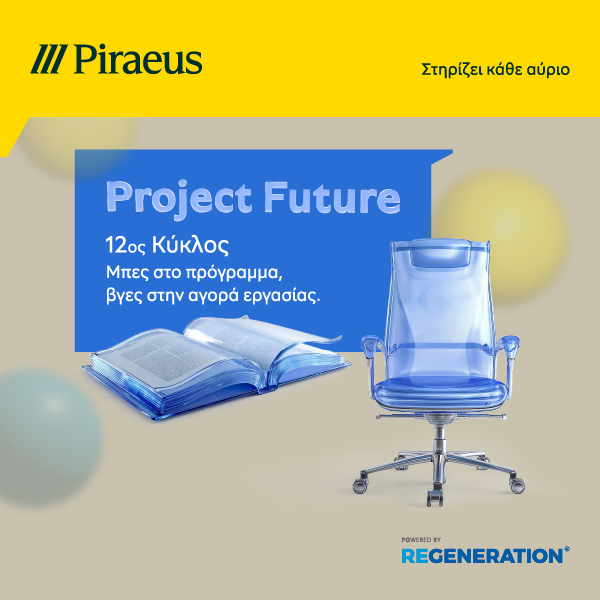 Piraeus
Στηρίζει κάθε αύριο
Project Future
12ος Κύκλος
Μπες στο πρόγραμμα,
βγες στην αγορά εργασίας.
POWERED BY
REGENERATION®